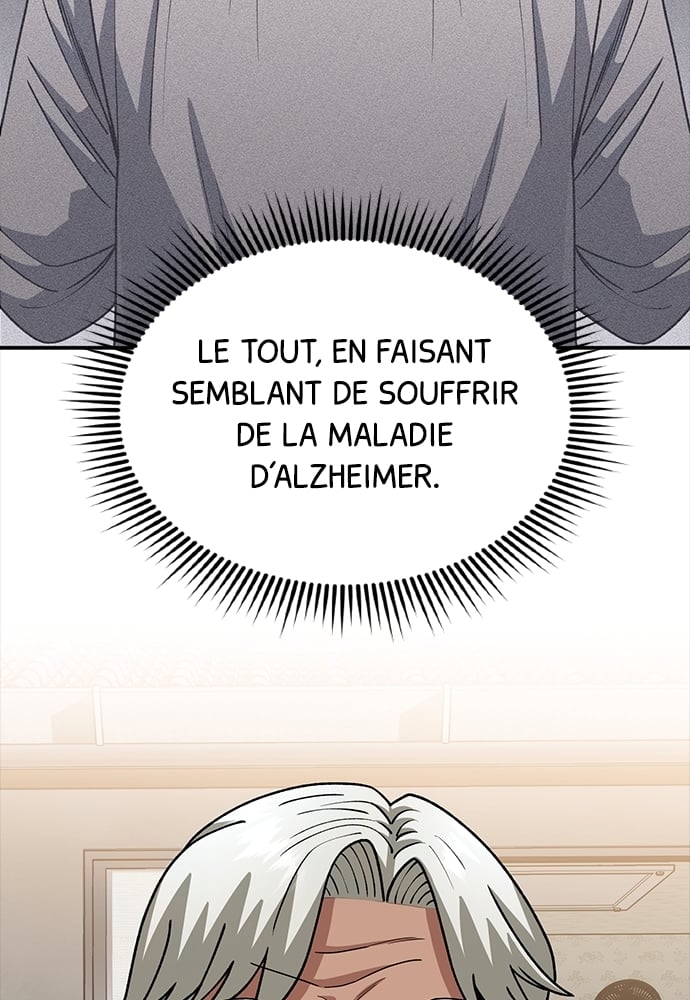 LE TOUT, EN FAISANT
SEMBLANT DE SOUFFRIR
DE LA MALADIE
D'ALZHEIMER.